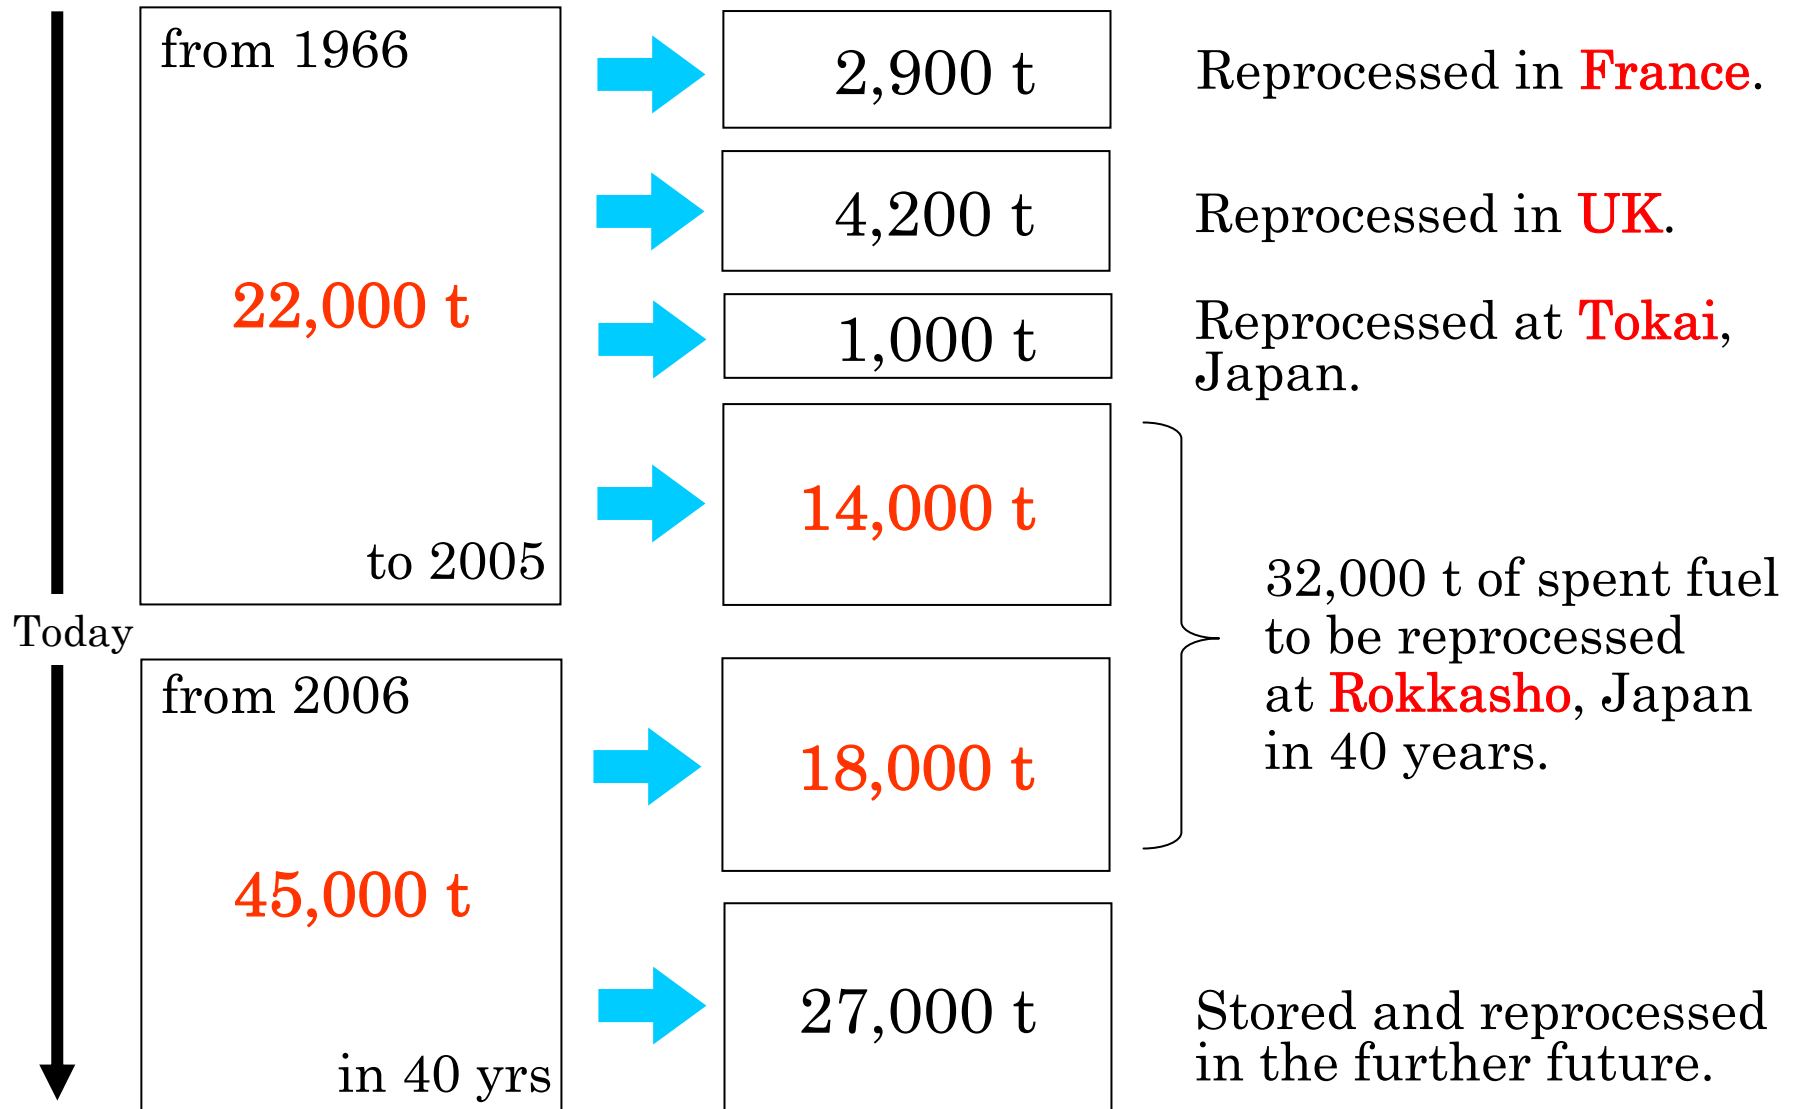 from 1966
22,000 t
to 2005
2,900 t
Reprocessed in France.
4,200 t
Reprocessed in UK.
1,000 t
Reprocessed at Tokai,
Japan.
14,000 t
Today
from 2006
45,000 t
in 40 yrs
18,000 t
32,000 t of spent fuel
to be reprocessed
at Rokkasho, Japan
in 40 years.
27,000 t
Stored and reprocessed
in the further future.